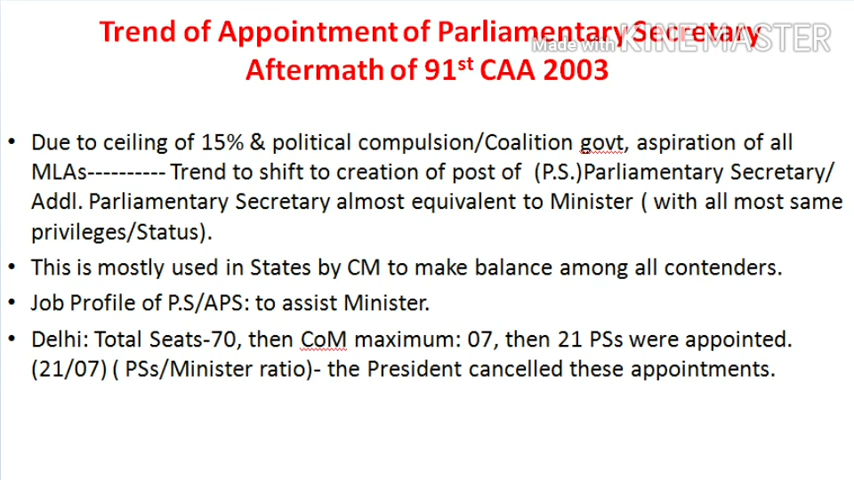 Trend of Appointment of Parliamentary Secretary
Made with KINEMASTER
Aftermath of 91st CAA 2003
• Due to ceiling of 15% & political compulsion/Coalition govt, aspiration of all
MLAs---------- Trend to shift to creation of post of (P.S.)Parliamentary Secretary/
Addl. Parliamentary Secretary almost equivalent to Minister ( with all most same
privileges/Status).
• This is mostly used in States by CM to make balance among all contenders.
• Job Profile of P.S/APS: to assist Minister.
• Delhi: Total Seats-70, then CoM maximum: 07, then 21 PSs were appointed.
(21/07) ( PSs/Minister ratio)- the President cancelled these appointments.